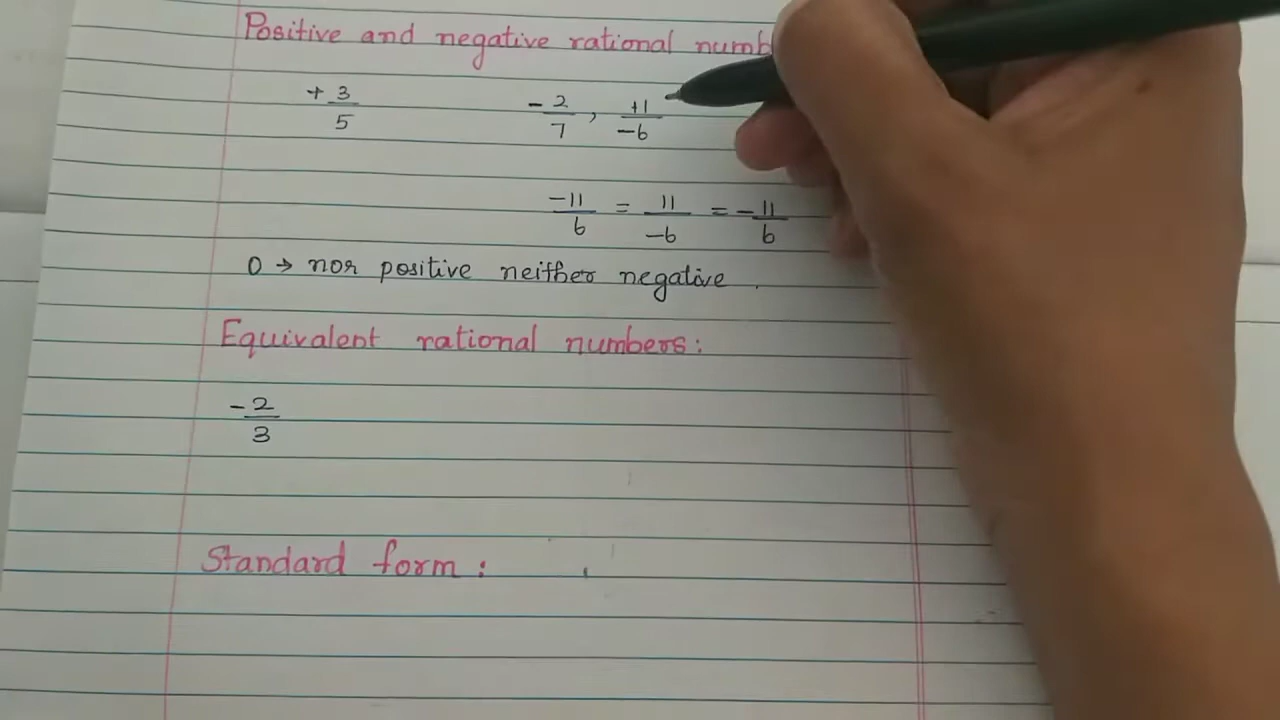 Positive and negative rational
+ 3/5 - 2/7 , +1/-6
-11/6 = 11/-6 = - 11/6
0 → nor positive neither negative .
Equivalent rational numbers :
- 2/3
Standard form :